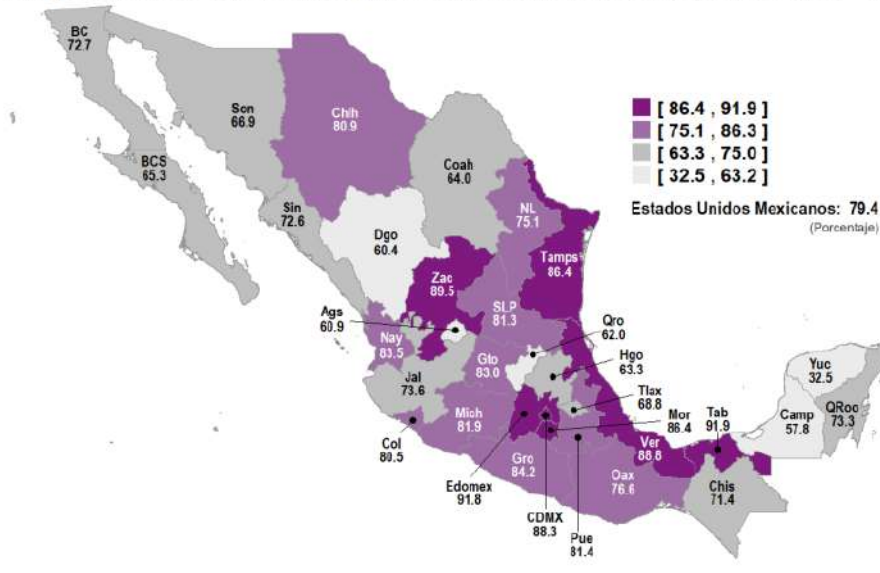 BC
72.7
Son
66.9
Chih
80.9
BCS
65.3
Coah
64.0
Sin
72.6
NL
75.1
Dgo
60.4
Tamps
86.4
Zac
89.5
SLP
81.3
Ags
60.9
Nay
83.5
Gto
83.0
Qro
62.0
Hgo
63.3
Jal
73.6
Tlax
68.8
Mich
81.9
Mor
86.4
Tab
91.9
Yuc
32.5
Camp
57.8
QRoo
73.3
Col
80.5
Ver
88.8
Gro
84.2
Oax
76.6
Chis
71.4
Edomex
91.8
CDMX
88.3
Pue
81.4
[ 86.4 , 91.9 ]
[ 75.1 , 86.3 ]
[ 63.3 , 75.0 ]
[ 32.5 , 63.2 ]
Estados Unidos Mexicanos: 79.4
(Porcentaje)